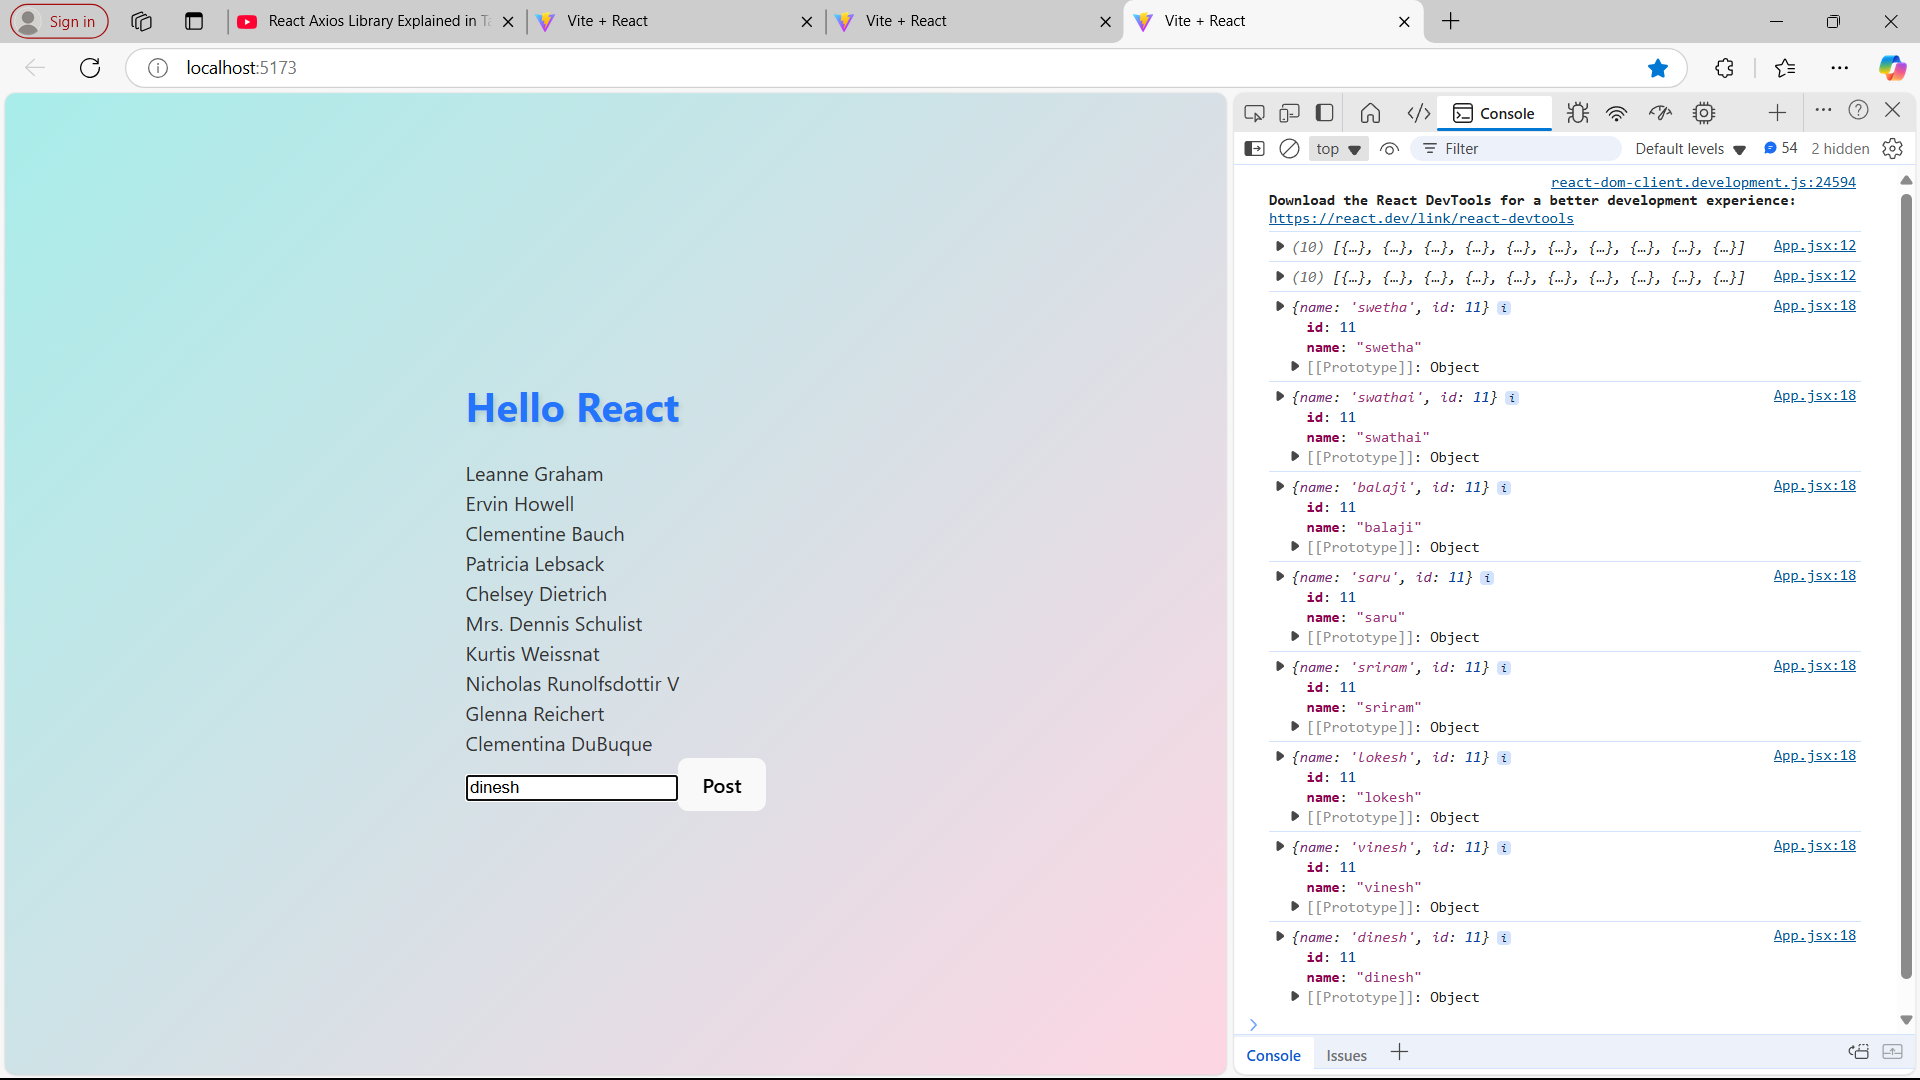 Sign in
React Axios Library Explained in Ta
Vite + React
Vite + React
Vite + React
localhost:5173
Hello React
Leanne Graham
Ervin Howell
Clementine Bauch
Patricia Lebsack
Chelsey Dietrich
Mrs. Dennis Schulist
Kurtis Weissnat
Nicholas Runolfsdottir V
Glenna Reichert
Clementina DuBuque
dinesh Post
Console
top Filter Default levels 54 2 hidden
react-dom-client.development.js:24594
Download the React DevTools for a better development experience:
https://react.dev/link/react-devtools
(10) [{…}, {…}, {…}, {…}, {…}, {…}, {…}, {…}, {…}, {…}] App.jsx:12
(10) [{…}, {…}, {…}, {…}, {…}, {…}, {…}, {…}, {…}, {…}] App.jsx:12
{name: 'swetha', id: 11} i App.jsx:18
id: 11
name: "swetha"
[[Prototype]]: Object
{name: 'swathai', id: 11} i App.jsx:18
id: 11
name: "swathai"
[[Prototype]]: Object
{name: 'balaji', id: 11} i App.jsx:18
id: 11
name: "balaji"
[[Prototype]]: Object
{name: 'saru', id: 11} i App.jsx:18
id: 11
name: "saru"
[[Prototype]]: Object
{name: 'sriram', id: 11} i App.jsx:18
id: 11
name: "sriram"
[[Prototype]]: Object
{name: 'lokesh', id: 11} i App.jsx:18
id: 11
name: "lokesh"
[[Prototype]]: Object
{name: 'vinesh', id: 11} i App.jsx:18
id: 11
name: "vinesh"
[[Prototype]]: Object
{name: 'dinesh', id: 11} i App.jsx:18
id: 11
name: "dinesh"
[[Prototype]]: Object
Console Issues